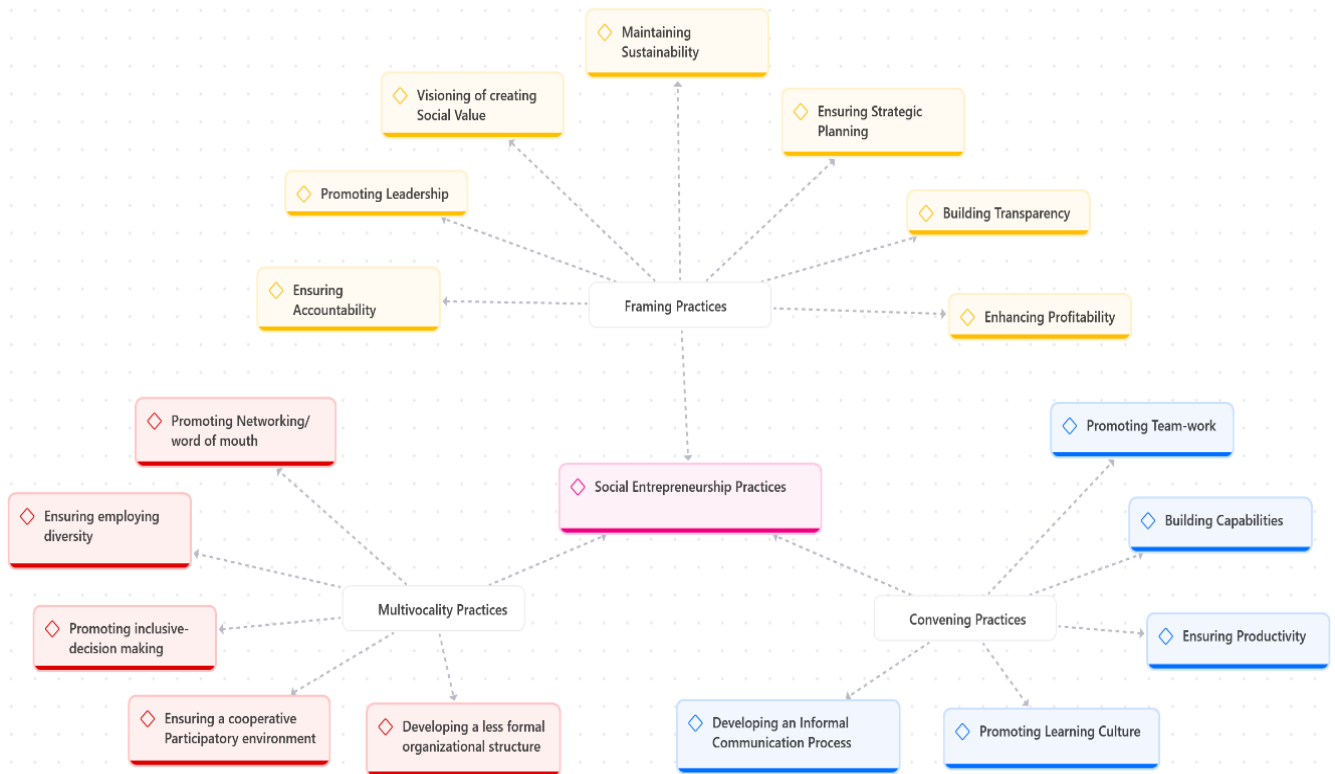 Maintaining
Sustainability
Visioning of creating
Social Value
Ensuring Strategic
Planning
Promoting Leadership
Building Transparency
Ensuring
Accountability
Framing Practices
Enhancing Profitability
Promoting Networking/
word of mouth
Promoting Team-work
Social Entrepreneurship Practices
Ensuring employing
diversity
Building Capabilities
Multivocality Practices
Convening Practices
Promoting inclusive-
decision making
Ensuring Productivity
Ensuring a cooperative
Participatory environment
Developing a less formal
organizational structure
Developing an Informal
Communication Process
Promoting Learning Culture